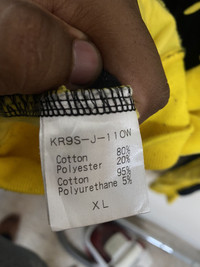 KR9S-J-110W
Cotton 80%
Polyester 20%
Cotton 95%
Polyurethane 5%
XL